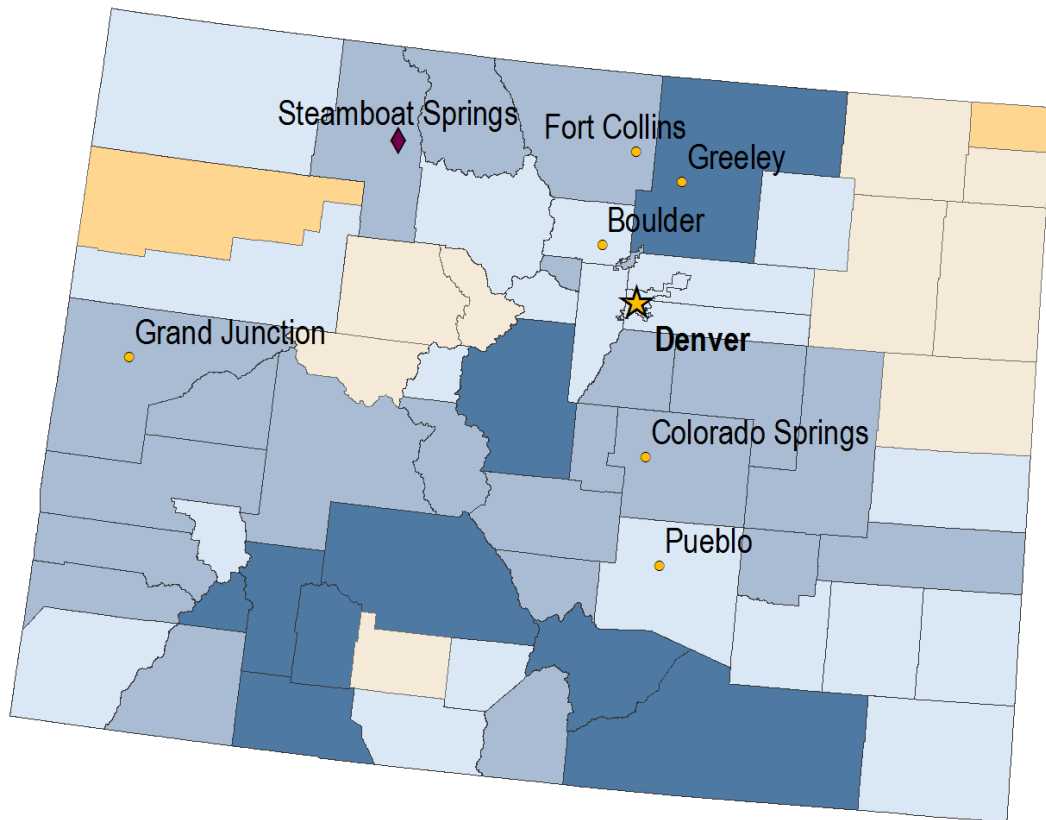 Steamboat Springs
Fort Collins
Greeley
Boulder
Grand Junction
Denver
Colorado Springs
Pueblo